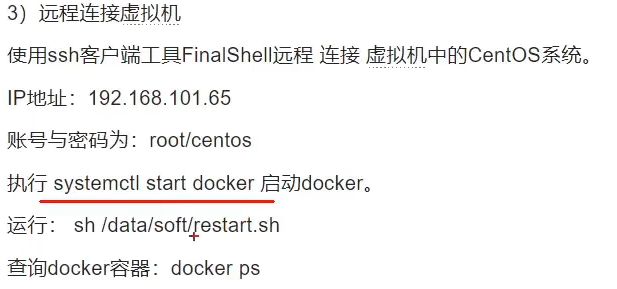 3）远程连接虚拟机
使用ssh客户端工具FinalShell远程 连接 虚拟机中的CentOS系统。
IP地址：192.168.101.65
账号与密码为：root/centos
执行 systemctl start docker 启动docker。
运行： sh /data/soft/restart.sh
查询docker容器：docker ps